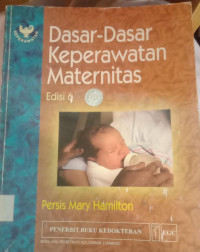 Dasar-Dasar
Keperawatan
Maternitas
Edisi 6
Persis Mary Hamilton
PENERBIT BUKU KEDOKTERAN
EGC